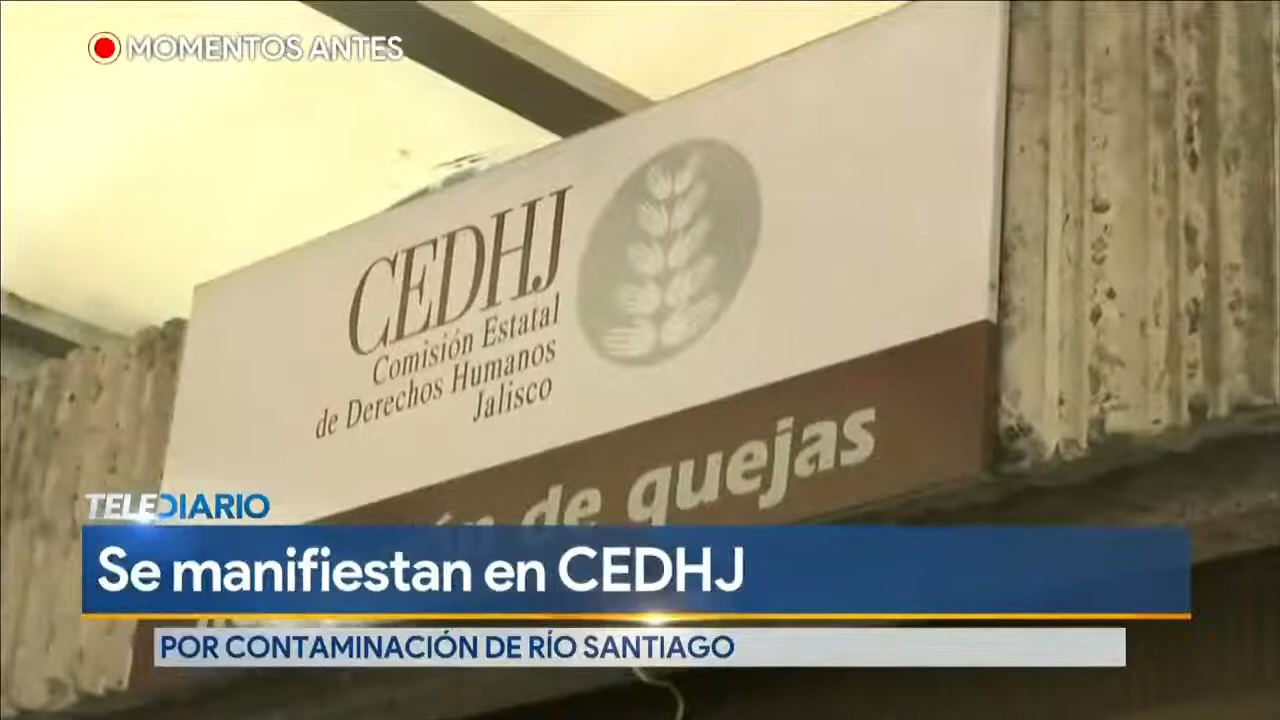 MOMENTOS ANTES
CEDHJ
Comisión Estatal
de Derechos Humanos
Jalisco
de quejas
TELEDIARIO
Se manifiestan en CEDHJ
POR CONTAMINACIÓN DE RÍO SANTIAGO